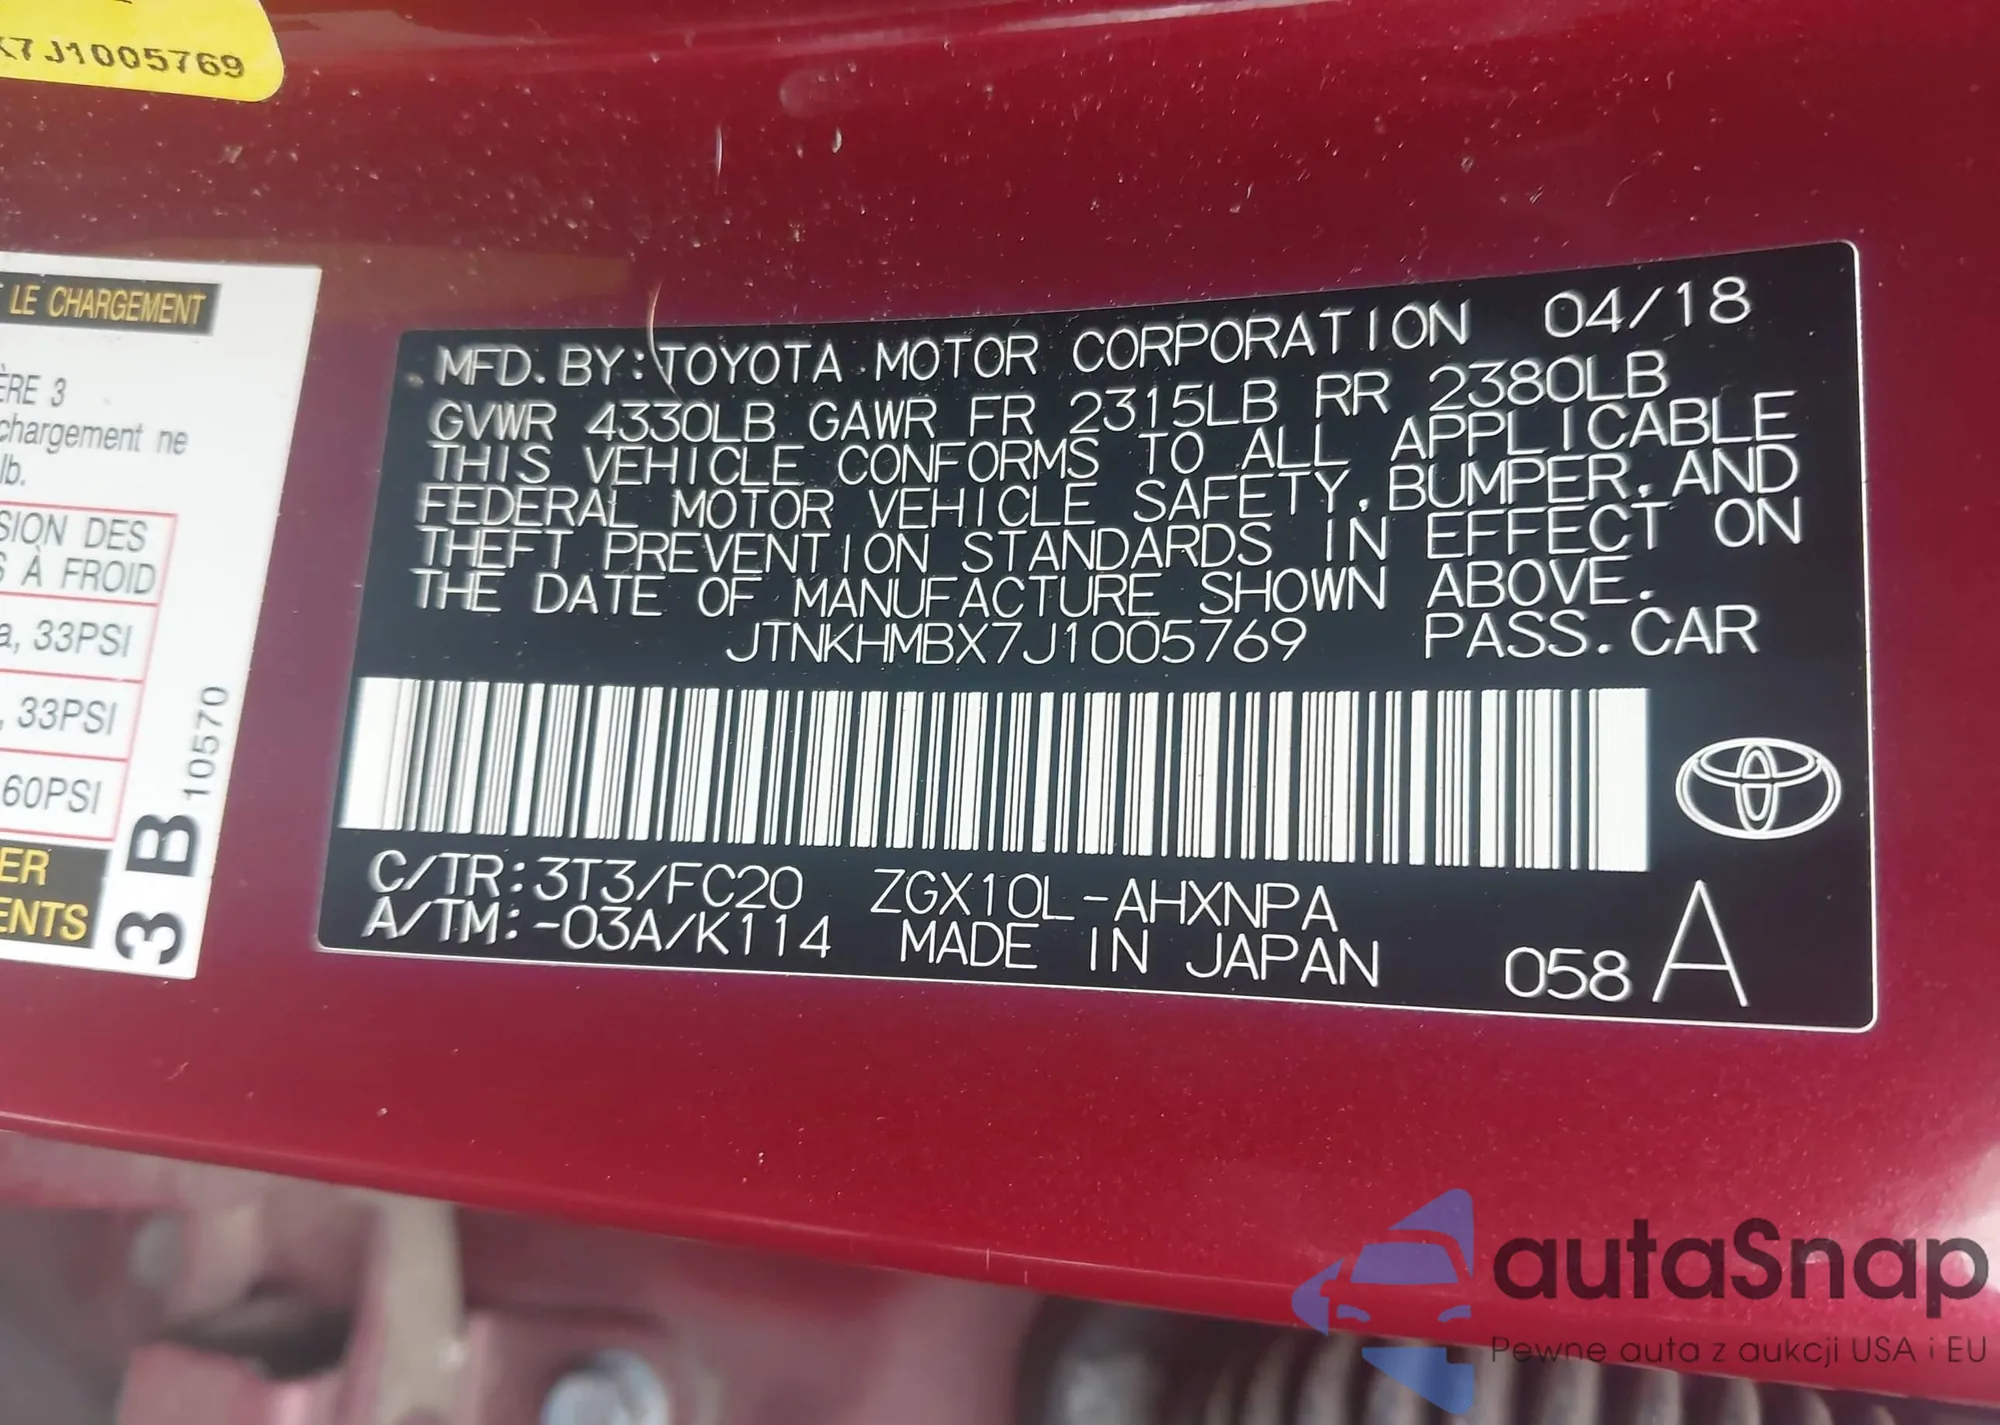 7J1005769
LE CHARGEMENT
ÈRE 3
chargement ne
lb.
SION DES
À FROID
a, 33PSI
, 33PSI
60PSI
ER
ENTS
3 B 10570
MFD. BY: TOYOTA MOTOR CORPORATION 04/18
GVWR 4330LB GAWR FR 2315LB RR 2380LB
THIS VEHICLE CONFORMS TO ALL APPLICABLE
FEDERAL MOTOR VEHICLE SAFETY, BUMPER, AND
THEFT PREVENTION STANDARDS IN EFFECT ON
THE DATE OF MANUFACTURE SHOWN ABOVE.
JTNKHMBX7J1005769 PASS. CAR
C/TR: 3T3/FC20 ZGX10L-AHXNPA
A/TM: -03A/K114 MADE IN JAPAN 058 A
autaSnap
Pewne auta z aukcji USA i EU